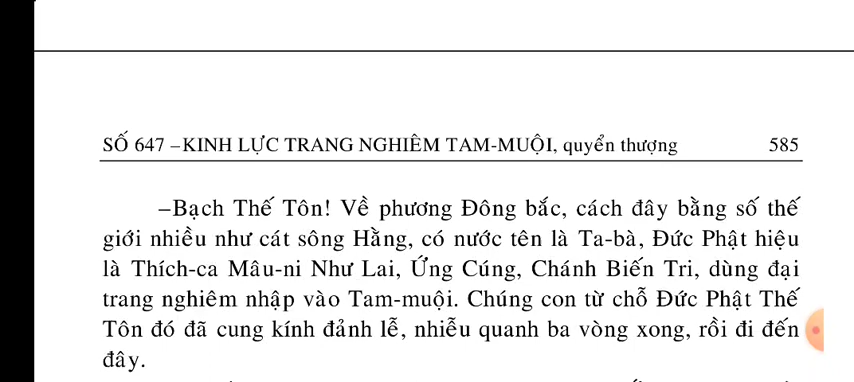 SỐ 647 –KINH LỰC TRANG NGHIÊM TAM-MUỘI, quyển thượng 585
–Bạch Thế Tôn! Về phương Đông bắc, cách đây bằng số thế
giới nhiều như cát sông Hằng, có nước tên là Ta-bà, Đức Phật hiệu
là Thích-ca Mâu-ni Như Lai, Ứng Cúng, Chánh Biến Tri, dùng đại
trang nghiêm nhập vào Tam-muội. Chúng con từ chỗ Đức Phật Thế
Tôn đó đã cung kính đảnh lễ, nhiễu quanh ba vòng xong, rồi đi đến
đây.